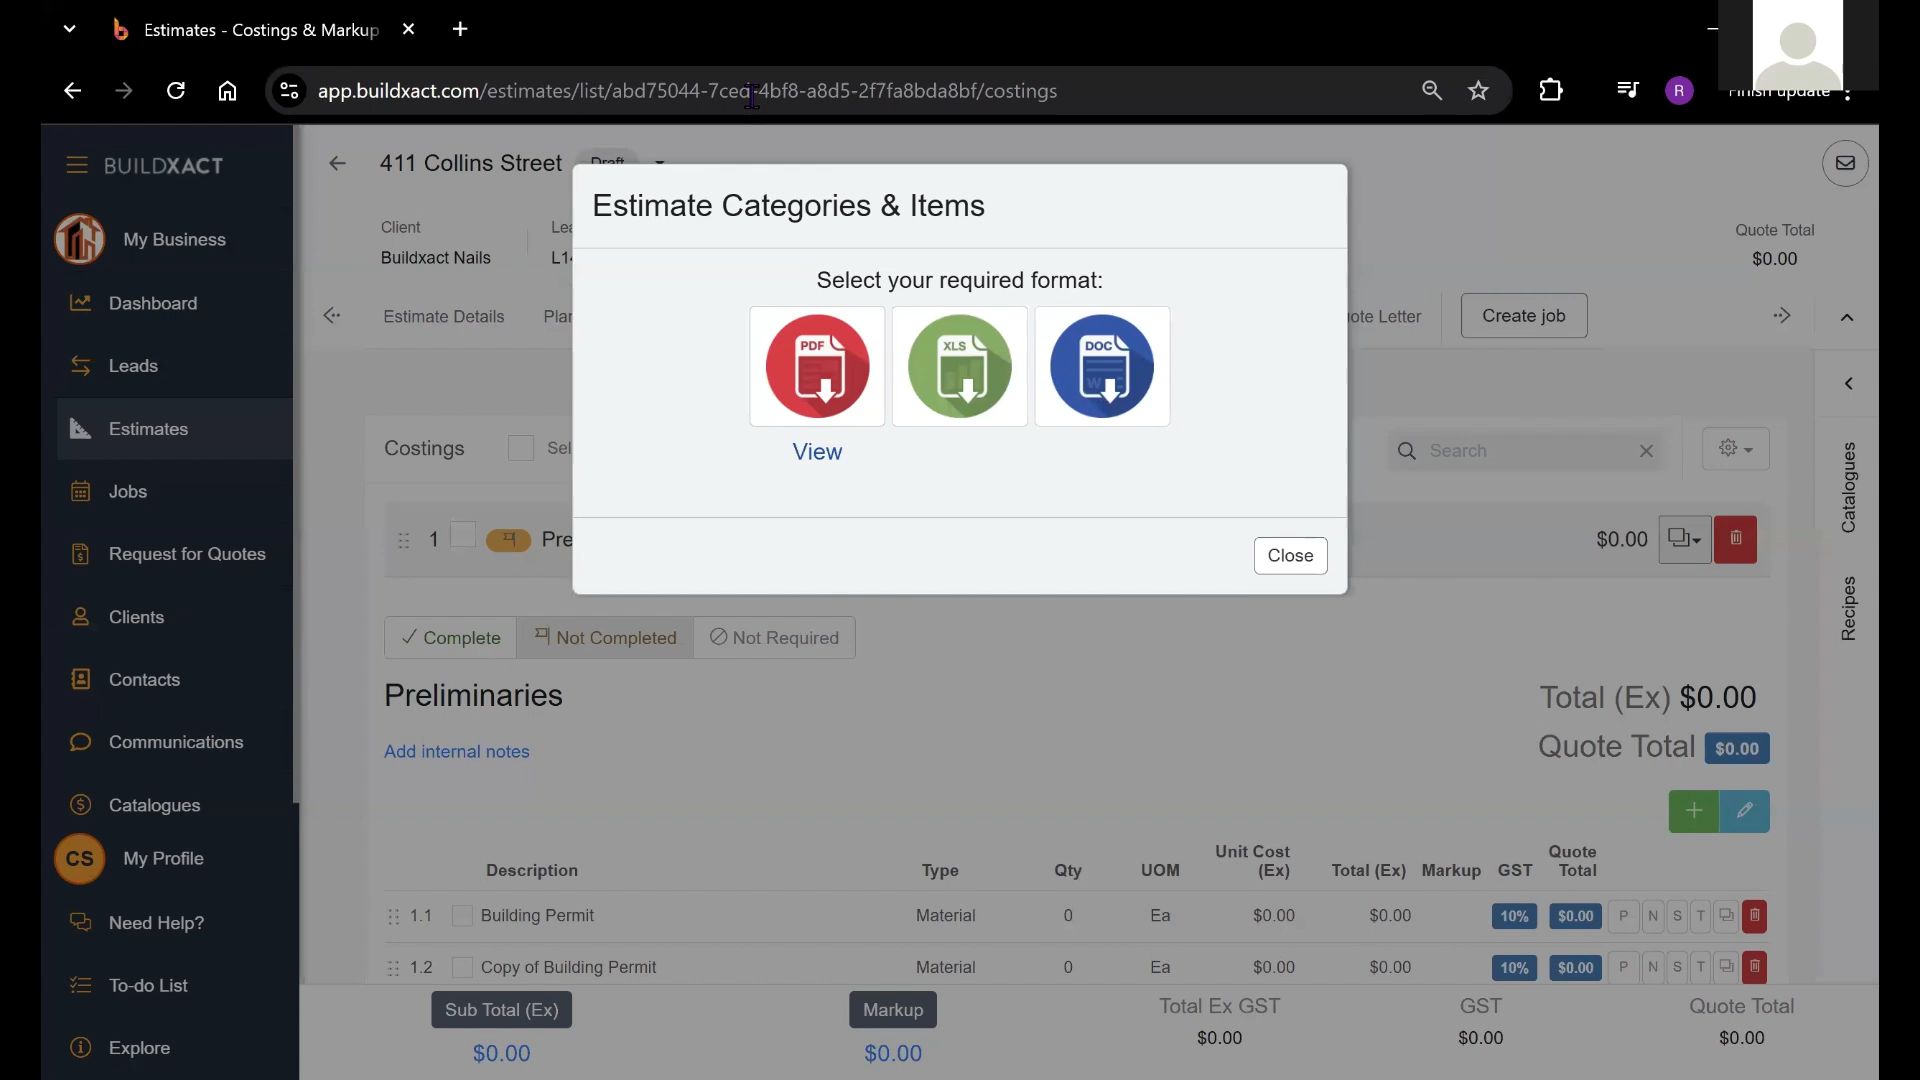 Estimates - Costings & Markup
app.buildxact.com/estimates/list/abd75044-7ced-4bf8-a8d5-2f7fa8bda8bf/costings
R
Finish update
BUILDXACT
My Business
Dashboard
Leads
Estimates
Jobs
Request for Quotes
Clients
Contacts
Communications
Catalogues
CS My Profile
Need Help?
To-do List
Explore
411 Collins Street Draft
Client
Buildxact Nails
Quote Total
$0.00
Estimate Details
Create job
Estimate Categories & Items
Select your required format:
PDF XLS DOC
View
Close
Costings
Search
1
$0.00
Catalogues
Recipes
Complete Not Completed Not Required
Preliminaries
Total (Ex) $0.00
Add internal notes
Quote Total $0.00
Description Type Qty UOM Unit Cost (Ex) Total (Ex) Markup GST Quote Total
1.1 Building Permit Material 0 Ea $0.00 $0.00 10% $0.00 P N S T
1.2 Copy of Building Permit Material 0 Ea $0.00 $0.00 10% $0.00 P N S T
Sub Total (Ex) Markup Total Ex GST GST Quote Total
$0.00 $0.00 $0.00 $0.00 $0.00